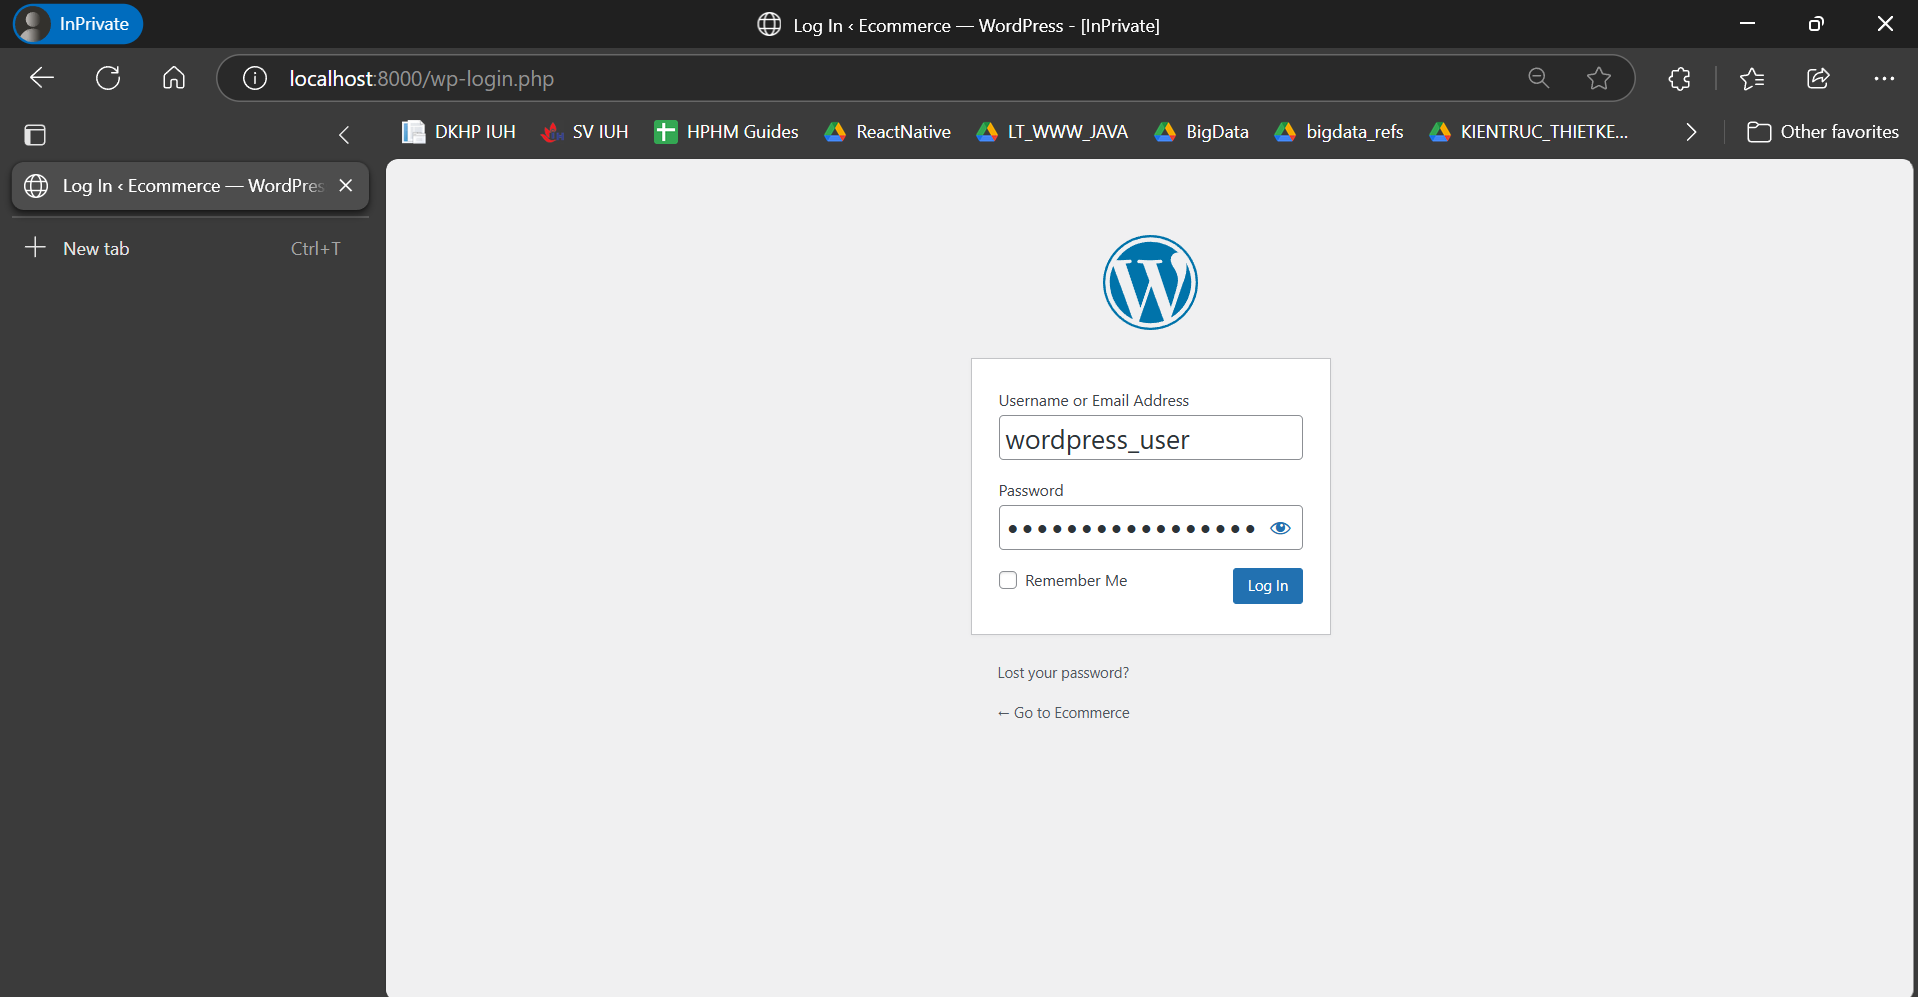 InPrivate
Log In ‹ Ecommerce — WordPress - [InPrivate]
localhost:8000/wp-login.php
DKHP IUH SV IUH HPHM Guides ReactNative LT_WWW_JAVA BigData bigdata_refs KIENTRUC_THIETKE... Other favorites
Log In ‹ Ecommerce — WordPres
New tab Ctrl+T
Username or Email Address
wordpress_user
Password
Remember Me Log In
Lost your password?
← Go to Ecommerce